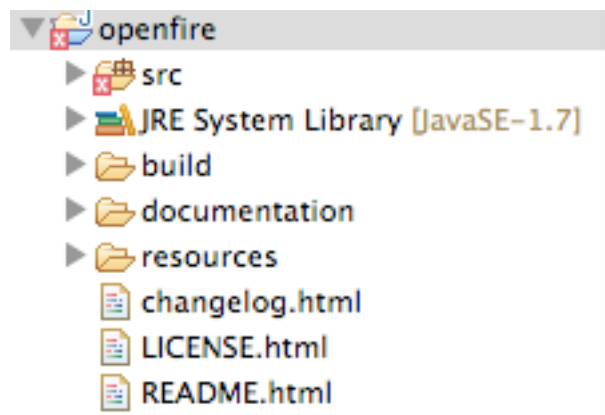 openfire
src
JRE System Library [JavaSE-1.7]
build
documentation
resources
changelog.html
LICENSE.html
README.html